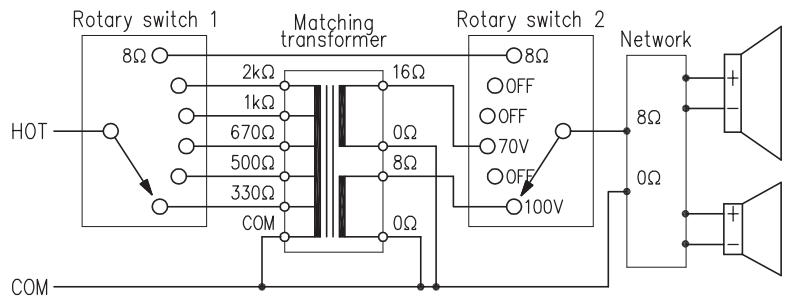 Rotary switch 1
Matching
transformer
Rotary switch 2
Network
8Ω
8Ω
2kΩ
16Ω
OFF
+
1kΩ
OFF
−
8Ω
HOT
670Ω
0Ω
70V
500Ω
8Ω
OFF
0Ω
330Ω
100V
+
COM
0Ω
−
COM